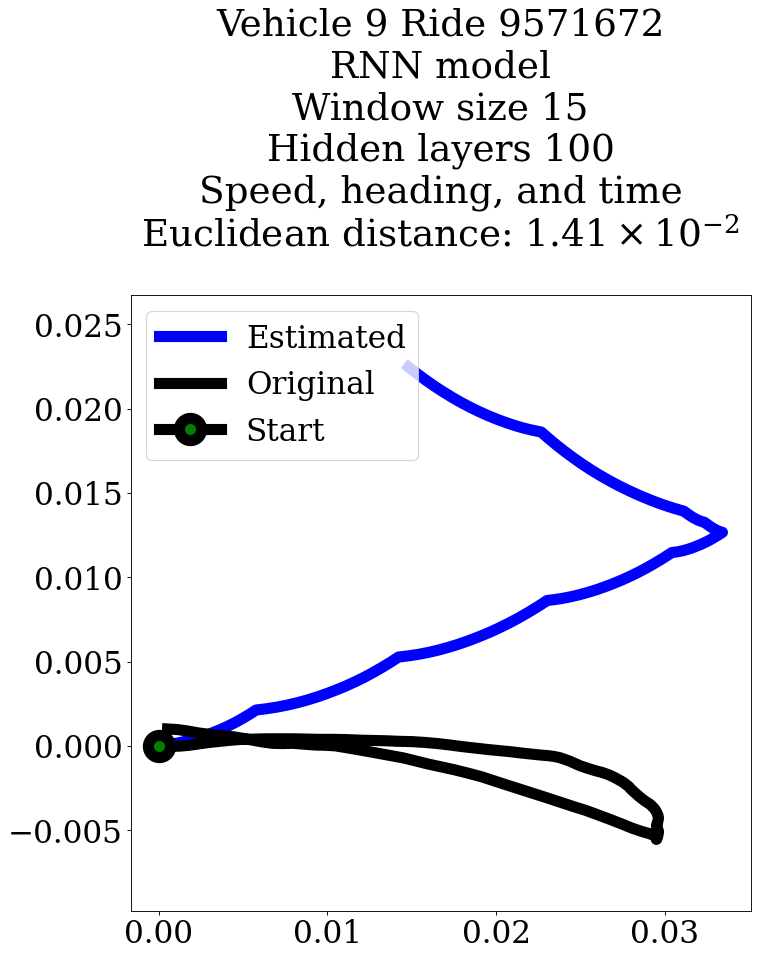 Vehicle 9 Ride 9571672
RNN model
Window size 15
Hidden layers 100
Speed, heading, and time
Euclidean distance: 1.41 × 10⁻²
Estimated
Original
Start
0.025
0.020
0.015
0.010
0.005
0.000
−0.005
0.00 0.01 0.02 0.03